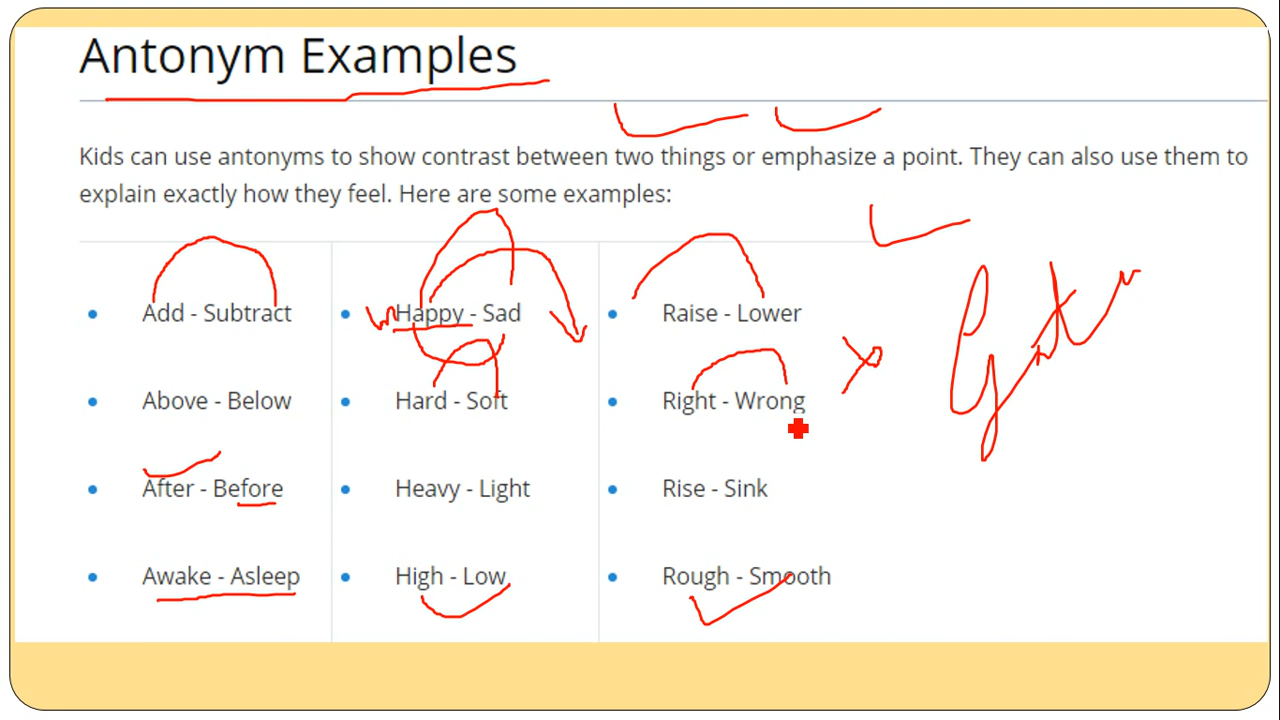 Antonym Examples
Kids can use antonyms to show contrast between two things or emphasize a point. They can also use them to
explain exactly how they feel. Here are some examples:
Add - Subtract
Above - Below
After - Before
Awake - Asleep
Happy - Sad
Hard - Soft
Heavy - Light
High - Low
Raise - Lower
Right - Wrong
Rise - Sink
Rough - Smooth